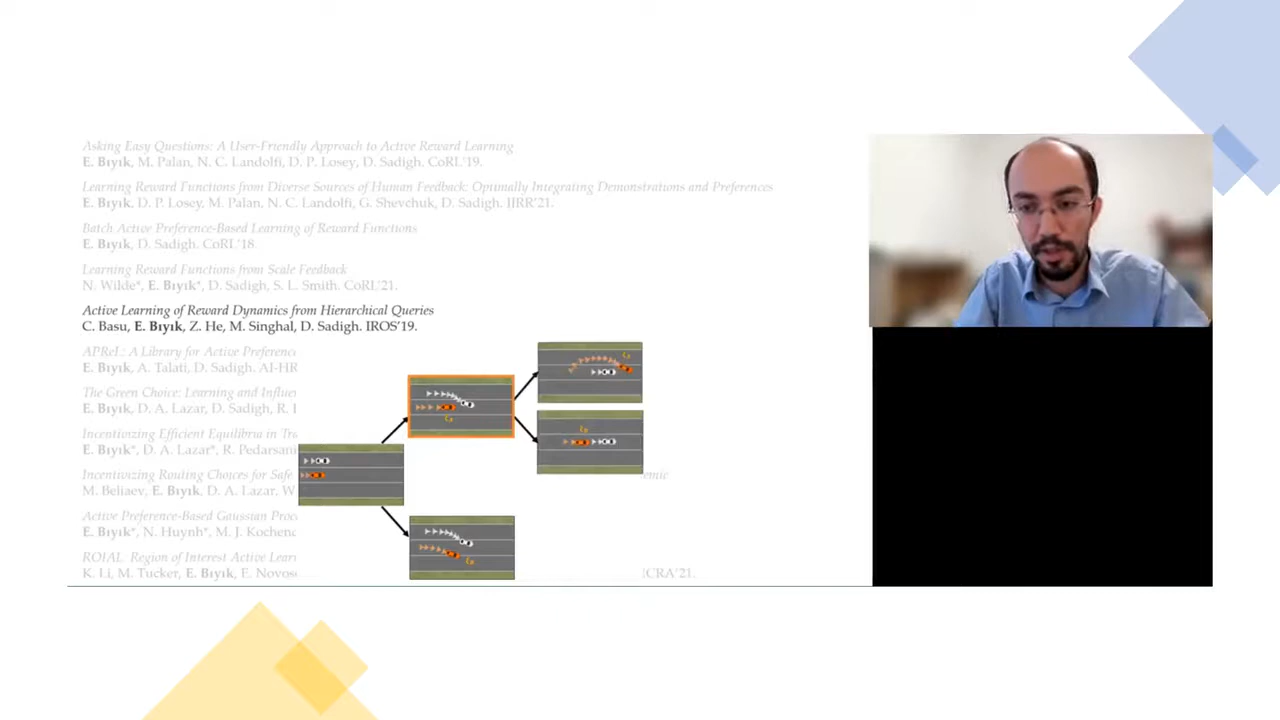 Asking Easy Questions: A User-Friendly Approach to Active Reward Learning
E. Bıyık, M. Palan, N. C. Landolfi, D. P. Losey, D. Sadigh. CoRL'19.
Learning Reward Functions from Diverse Sources of Human Feedback: Optimally Integrating Demonstrations and Preferences
E. Bıyık, D. P. Losey, M. Palan, N. C. Landolfi, G. Shevchuk, D. Sadigh. IJRR'21.
Batch Active Preference-Based Learning of Reward Functions
E. Bıyık, D. Sadigh. CoRL'18
Learning Reward Functions from Scale Feedback
N. Wilde*, E. Bıyık*, D. Sadigh, S. L. Smith. CoRL'21.
Active Learning of Reward Dynamics from Hierarchical Queries
C. Basu, E. Bıyık, Z. He, M. Singhal, D. Sadigh. IROS'19.
APReL: A Library for Active Preference
E. Bıyık, A. Talati, D. Sadigh. AI-HR
The Green Choice: Learning and Influen
E. Bıyık, D. A. Lazar, D. Sadigh, R.
Incentivizing Efficient Equilibria in Tra
E. Bıyık*, D. A. Lazar*, R. Pedarsani
Incentivizing Routing Choices for Safe emic
M. Beliaev, E. Bıyık, D. A. Lazar, W
Active Preference-Based Gaussian Proce
E. Bıyık*, N. Huynh*, M. J. Kochend
ROIAL: Region of Interest Active Learn
K. Li, M. Tucker, E. Bıyık, E. Novose ICRA'21.